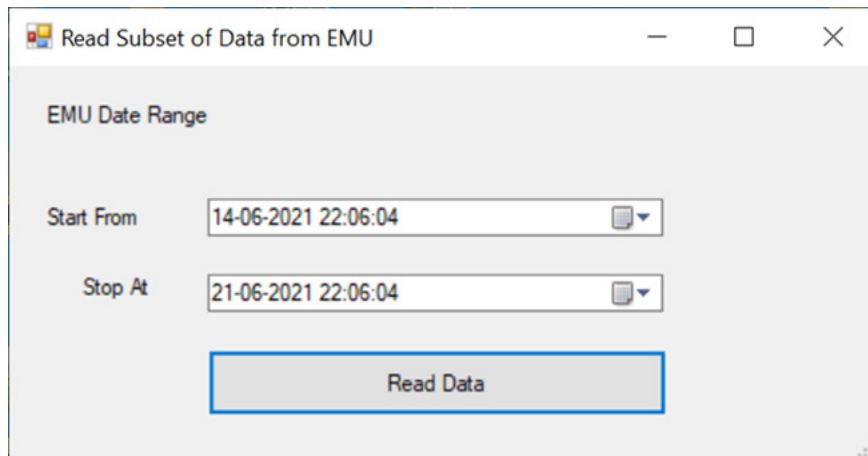 Read Subset of Data from EMU
EMU Date Range
Start From 14-06-2021 22:06:04
Stop At 21-06-2021 22:06:04
Read Data